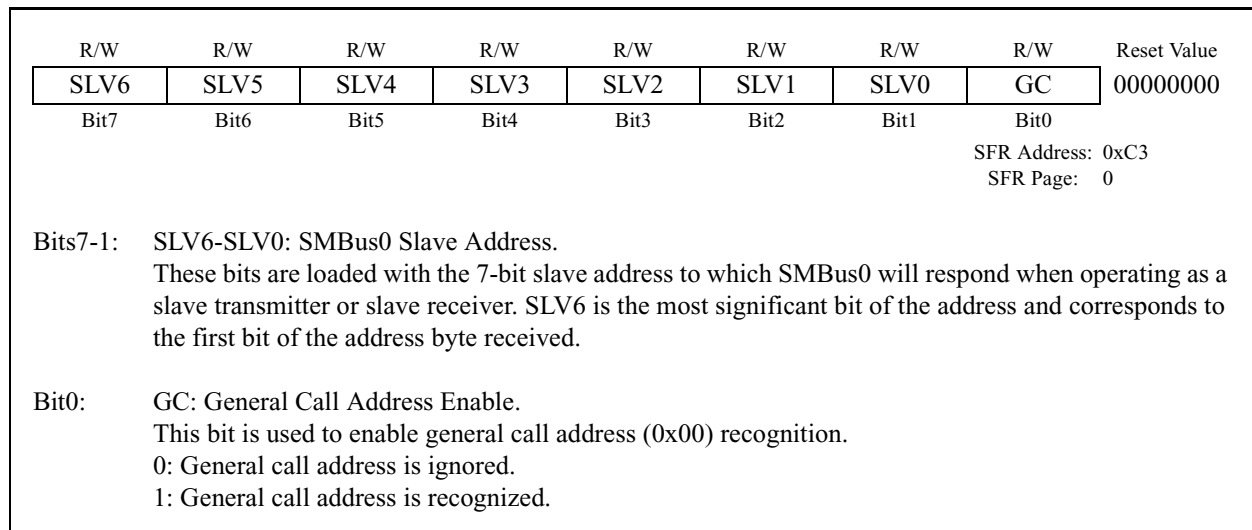 R/W R/W R/W R/W R/W R/W R/W R/W Reset Value
SLV6 SLV5 SLV4 SLV3 SLV2 SLV1 SLV0 GC 00000000
Bit7 Bit6 Bit5 Bit4 Bit3 Bit2 Bit1 Bit0
SFR Address: 0xC3
SFR Page: 0
Bits7-1: SLV6-SLV0: SMBus0 Slave Address.
These bits are loaded with the 7-bit slave address to which SMBus0 will respond when operating as a
slave transmitter or slave receiver. SLV6 is the most significant bit of the address and corresponds to
the first bit of the address byte received.
Bit0: GC: General Call Address Enable.
This bit is used to enable general call address (0x00) recognition.
0: General call address is ignored.
1: General call address is recognized.